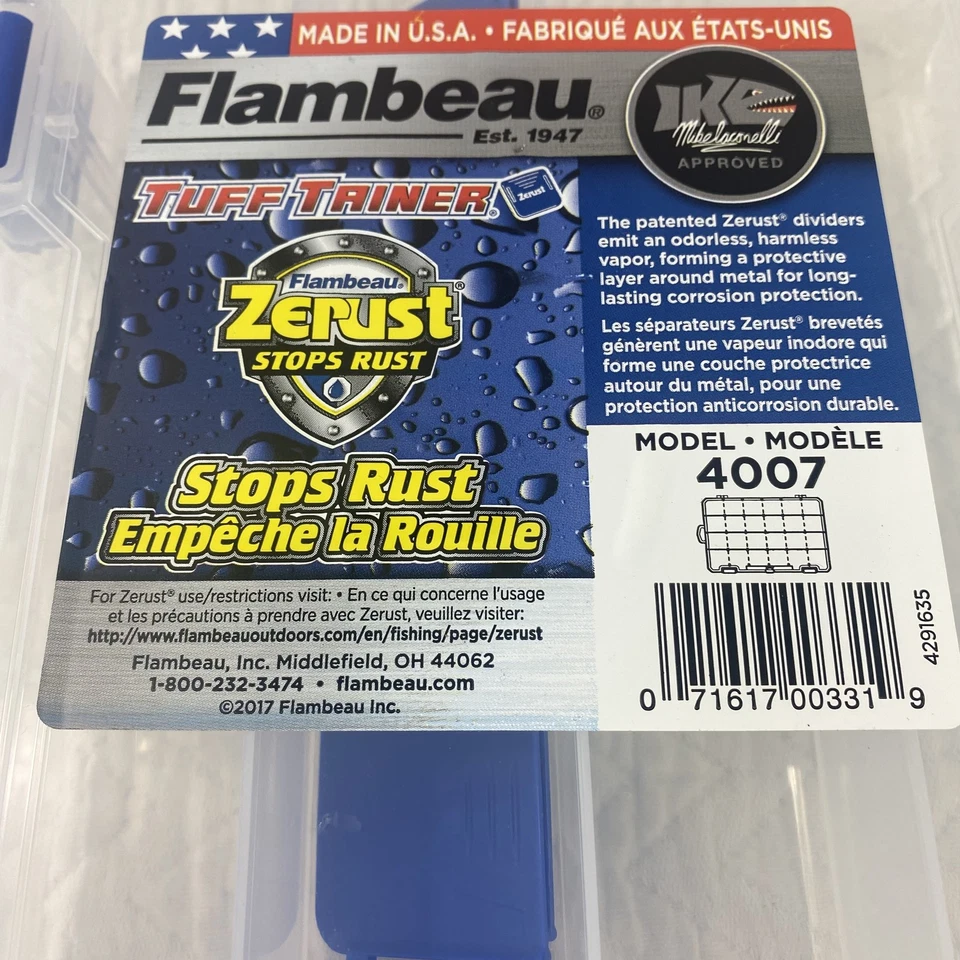 MADE IN U.S.A. • FABRIQUÉ AUX ÉTATS-UNIS
Flambeau®
Est. 1947
IKE
Mike Iaconelli
APPROVED
TUFF TAINER®
Zerust
Flambeau®
ZERUST®
STOPS RUST
Stops Rust
Empêche la Rouille
The patented Zerust® dividers
emit an odorless, harmless
vapor, forming a protective
layer around metal for long-
lasting corrosion protection.
Les séparateurs Zerust® brevetés
génèrent une vapeur inodore qui
forme une couche protectrice
autour du métal, pour une
protection anticorrosion durable.
MODEL • MODÈLE
4007
For Zerust® use/restrictions visit: • En ce qui concerne l'usage
et les précautions à prendre avec Zerust, veuillez visiter:
http://www.flambeauoutdoors.com/en/fishing/page/zerust
Flambeau, Inc. Middlefield, OH 44062
1-800-232-3474 • flambeau.com
©2017 Flambeau Inc.
4291635
0 71617 00331 9